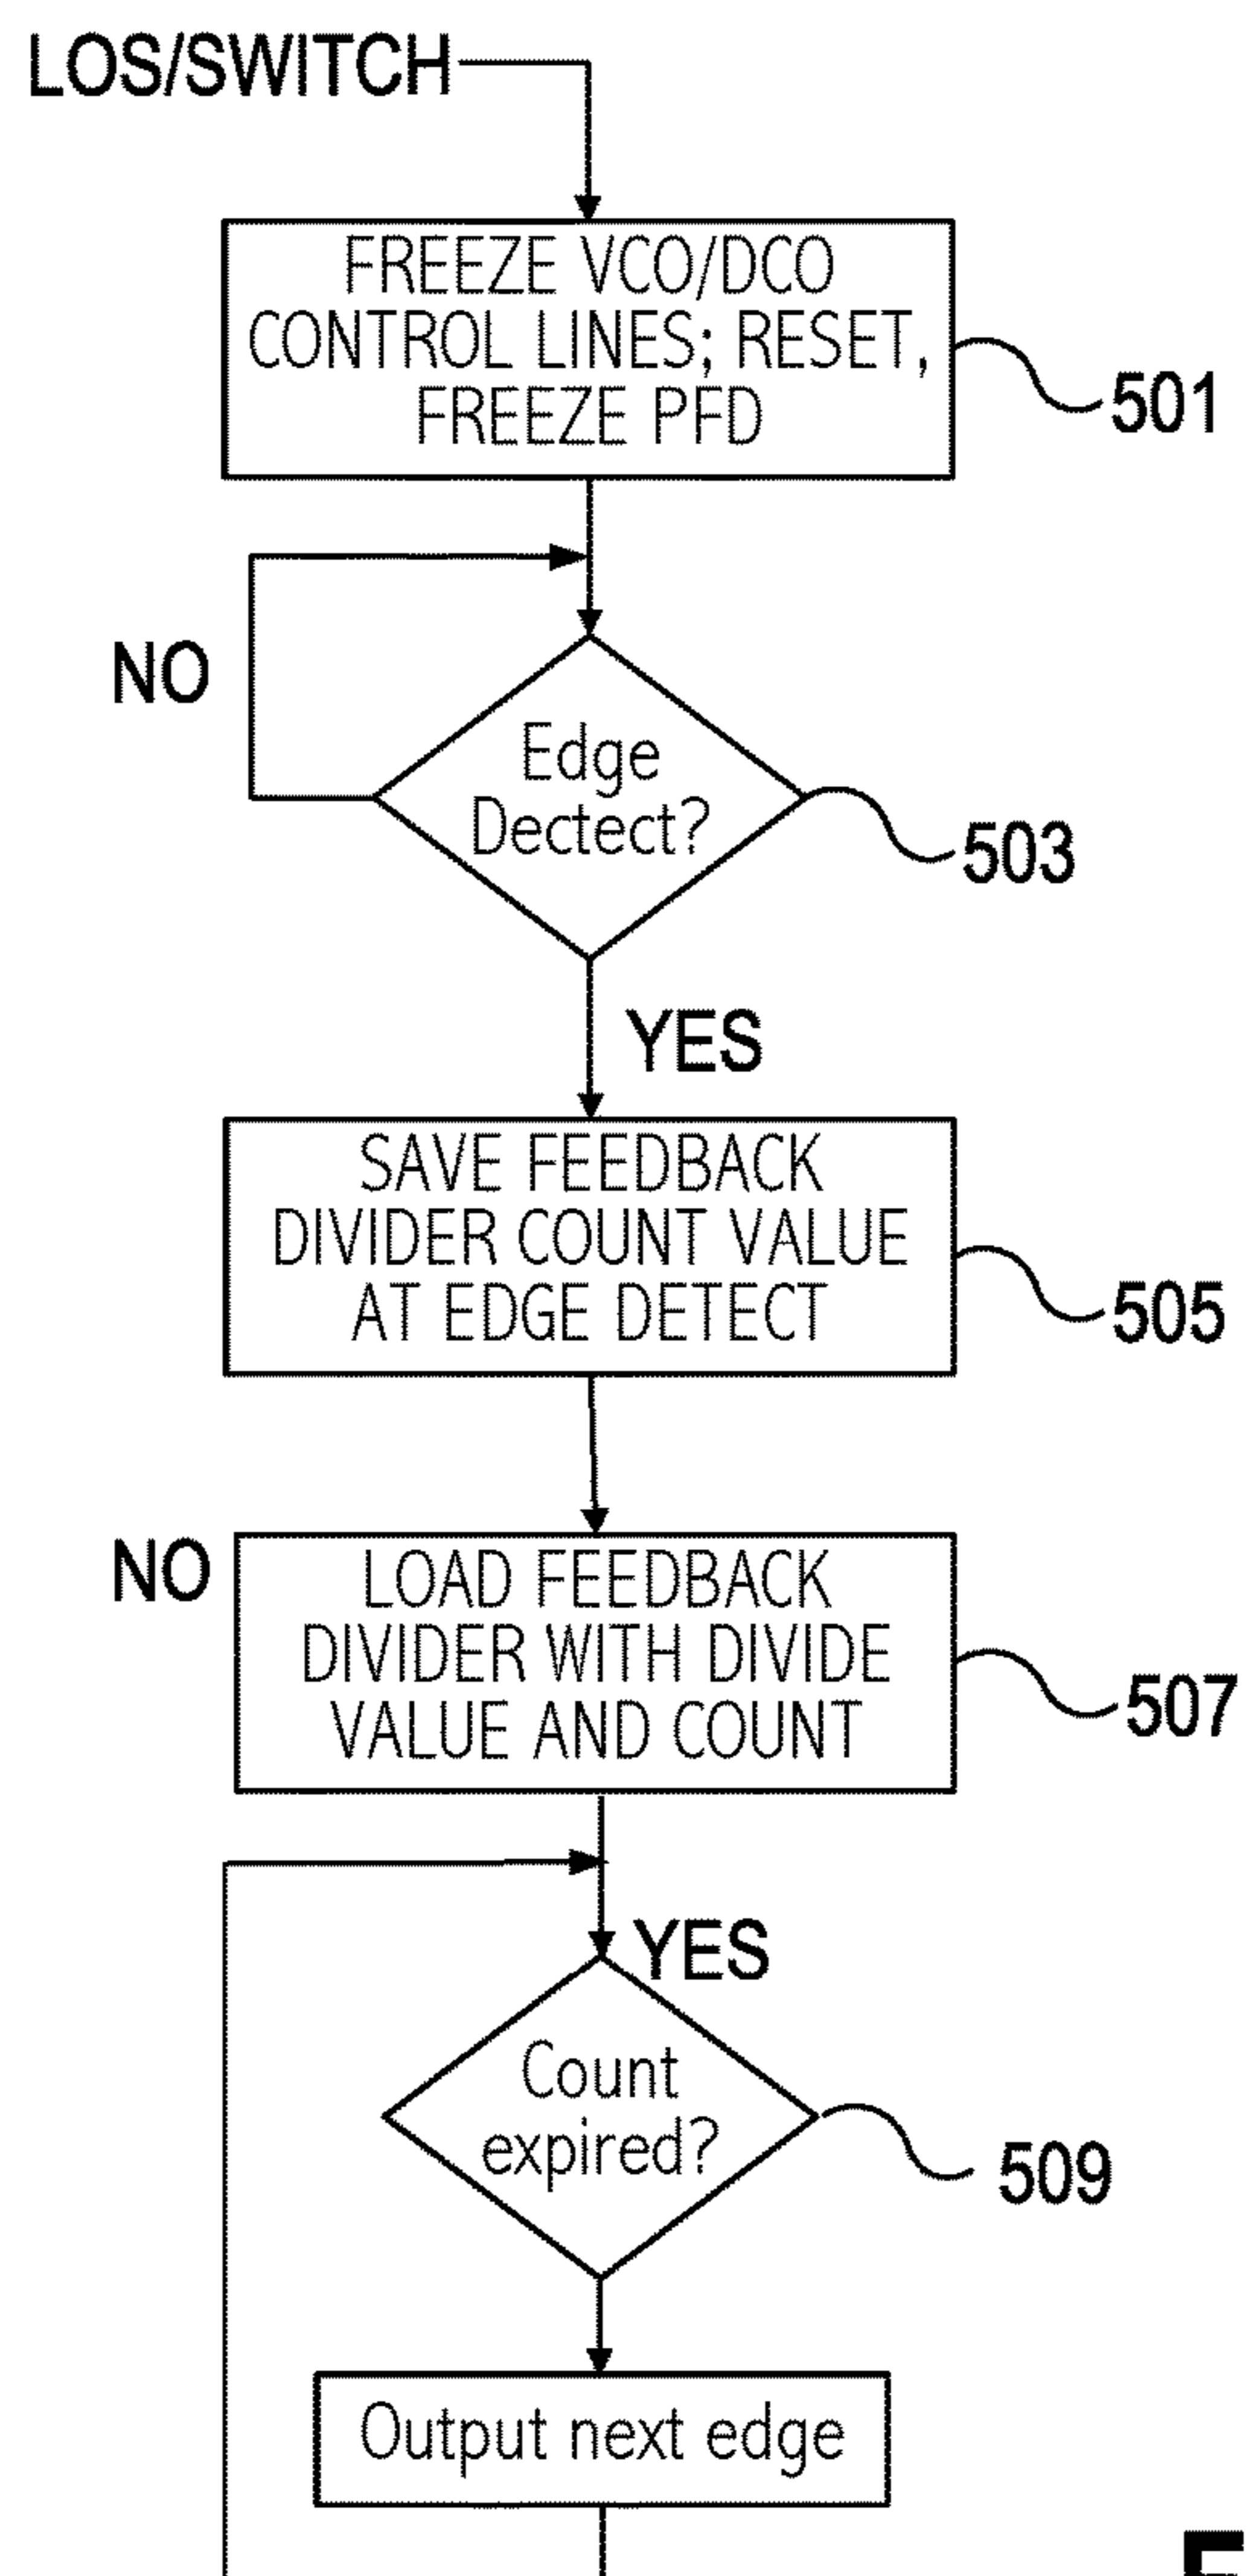 LOS/SWITCH
FREEZE VCO/DCO
CONTROL LINES; RESET,
FREEZE PFD
501
NO
Edge
Dectect?
503
YES
SAVE FEEDBACK
DIVIDER COUNT VALUE
AT EDGE DETECT
505
NO
LOAD FEEDBACK
DIVIDER WITH DIVIDE
VALUE AND COUNT
507
YES
Count
expired?
509
Output next edge